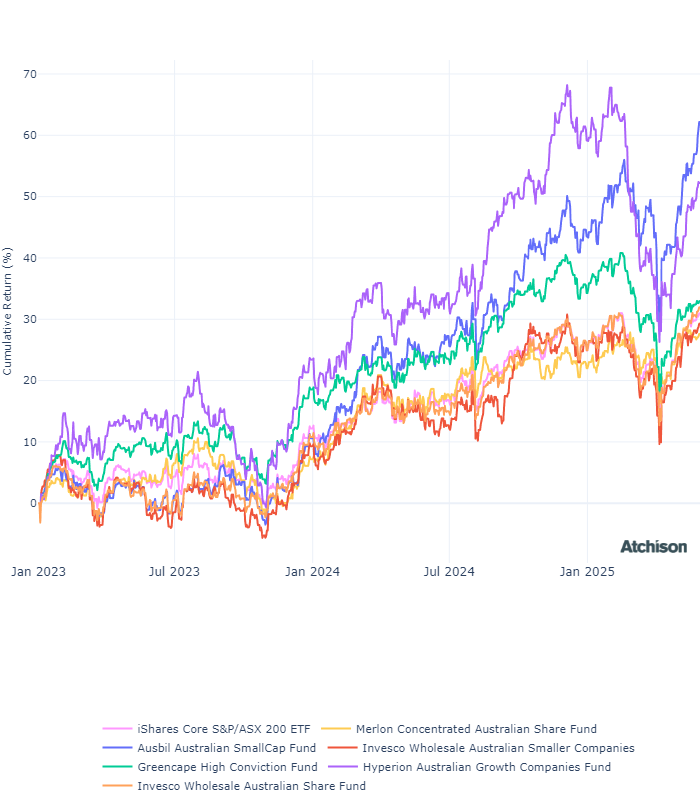 70
60
50
40
30
20
10
0
Cumulative Return (%)
Atchison
Jan 2023 Jul 2023 Jan 2024 Jul 2024 Jan 2025
iShares Core S&P/ASX 200 ETF Merlon Concentrated Australian Share Fund
Ausbil Australian SmallCap Fund Invesco Wholesale Australian Smaller Companies
Greencape High Conviction Fund Hyperion Australian Growth Companies Fund
Invesco Wholesale Australian Share Fund